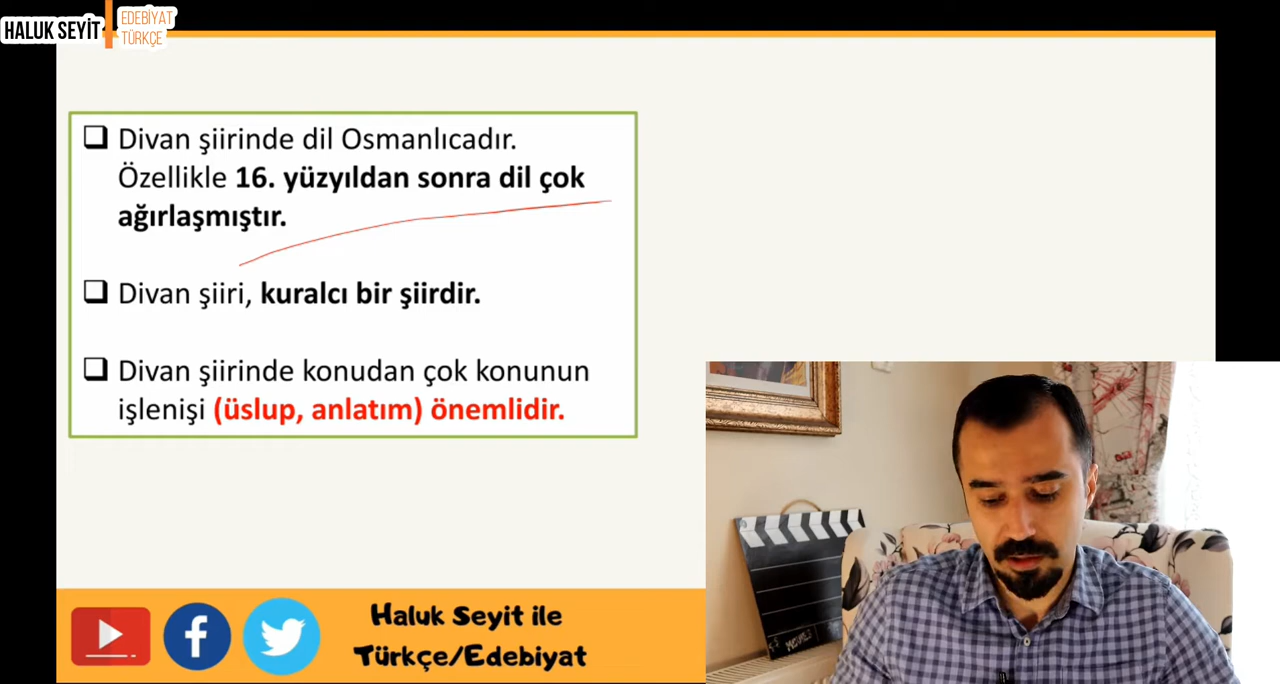 HALUK SEYİT
EDEBİYAT
TÜRKÇE
Divan şiirinde dil Osmanlıcadır.
Özellikle 16. yüzyıldan sonra dil çok
ağırlaşmıştır.
Divan şiiri, kuralcı bir şiirdir.
Divan şiirinde konudan çok konunun
işlenişi (üslup, anlatım) önemlidir.
Haluk Seyit ile
Türkçe/Edebiyat